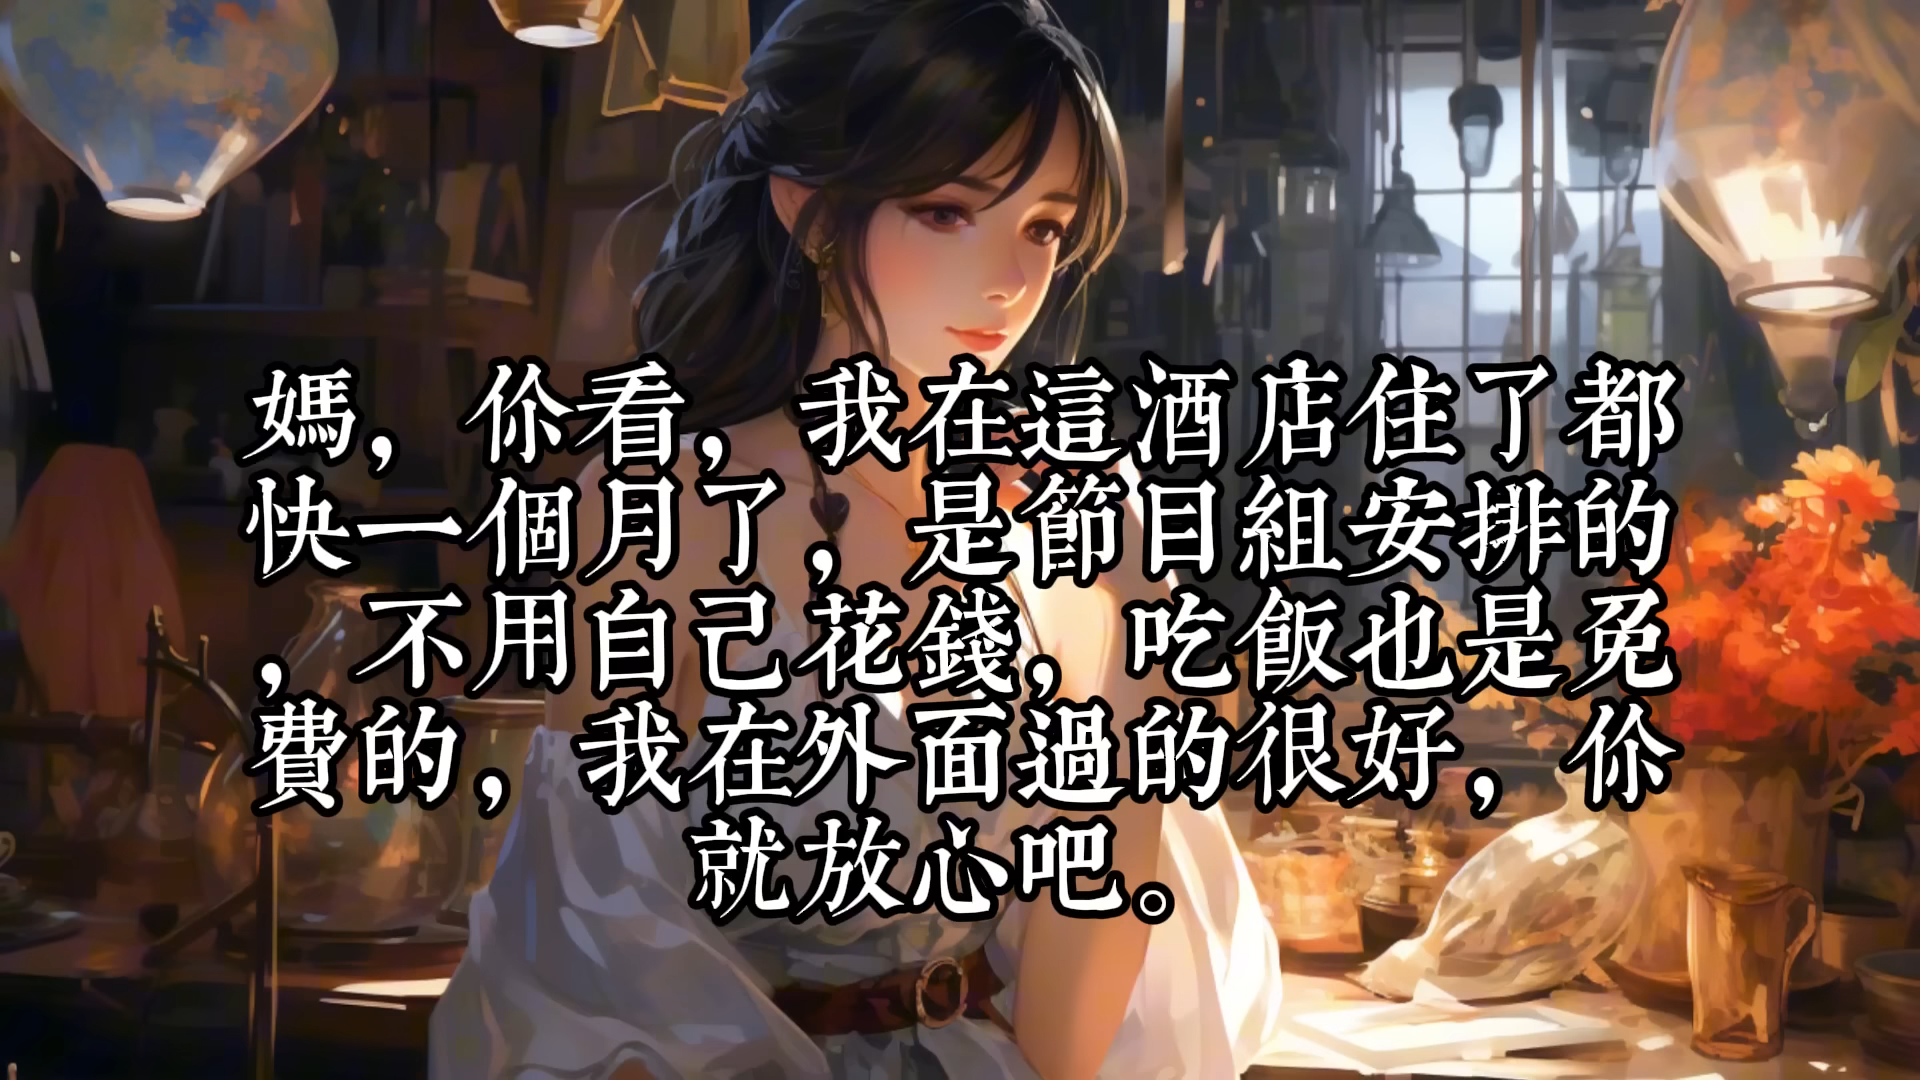 媽，你看，我在這酒店住了都
快一個月了，是節目組安排的
，不用自己花錢，吃飯也是免
費的，我在外面過的很好，你
就放心吧。